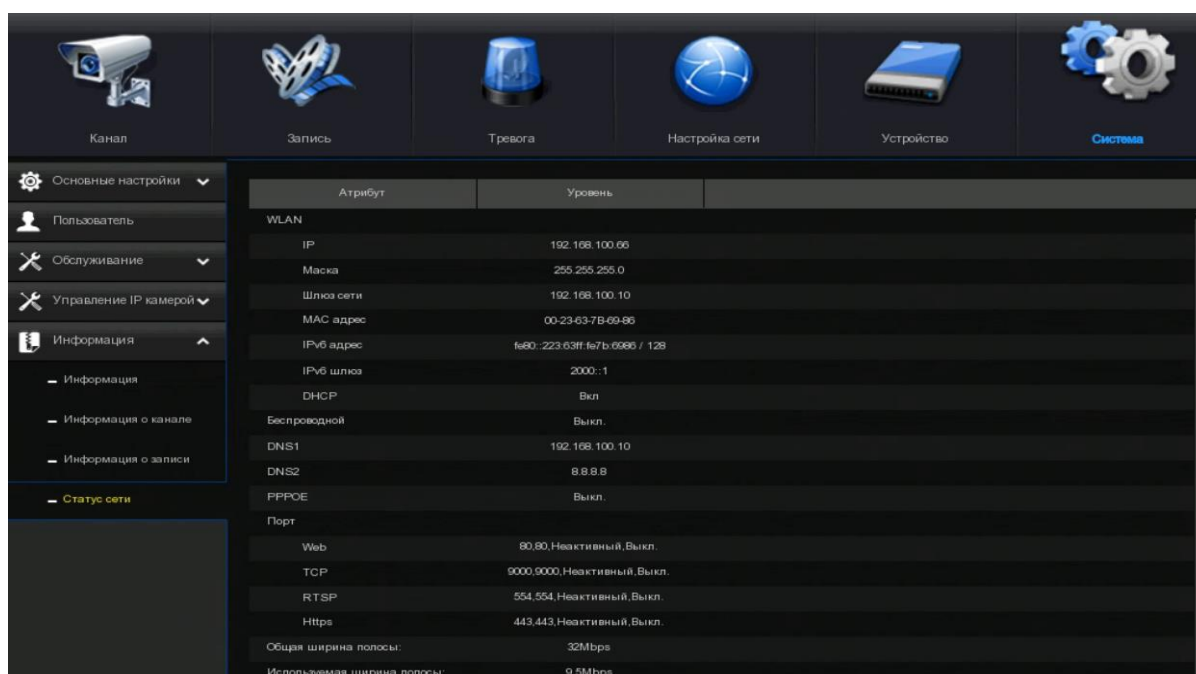 Канал Запись Тревога Настройка сети Устройство Система
Основные настройки
Пользователь
Обслуживание
Управление IP камерой
Информация
Информация
Информация о канале
Информация о записи
Статус сети
Атрибут Уровень
WLAN
IP 192.168.100.66
Маска 255.255.255.0
Шлюз сети 192.168.100.10
MAC адрес 00-23-63-7B-69-86
IPv6 адрес fe80::223:63ff:fe7b:6986 / 128
IPv6 шлюз 2000::1
DHCP Вкл
Беспроводной Выкл.
DNS1 192.168.100.10
DNS2 8.8.8.8
PPPOE Выкл.
Порт
Web 80,80,Неактивный,Выкл.
TCP 9000,9000,Неактивный,Выкл.
RTSP 554,554,Неактивный,Выкл.
Https 443,443,Неактивный,Выкл.
Общая ширина полосы: 32Mbps
Используемая ширина полосы: 9.5Mbps